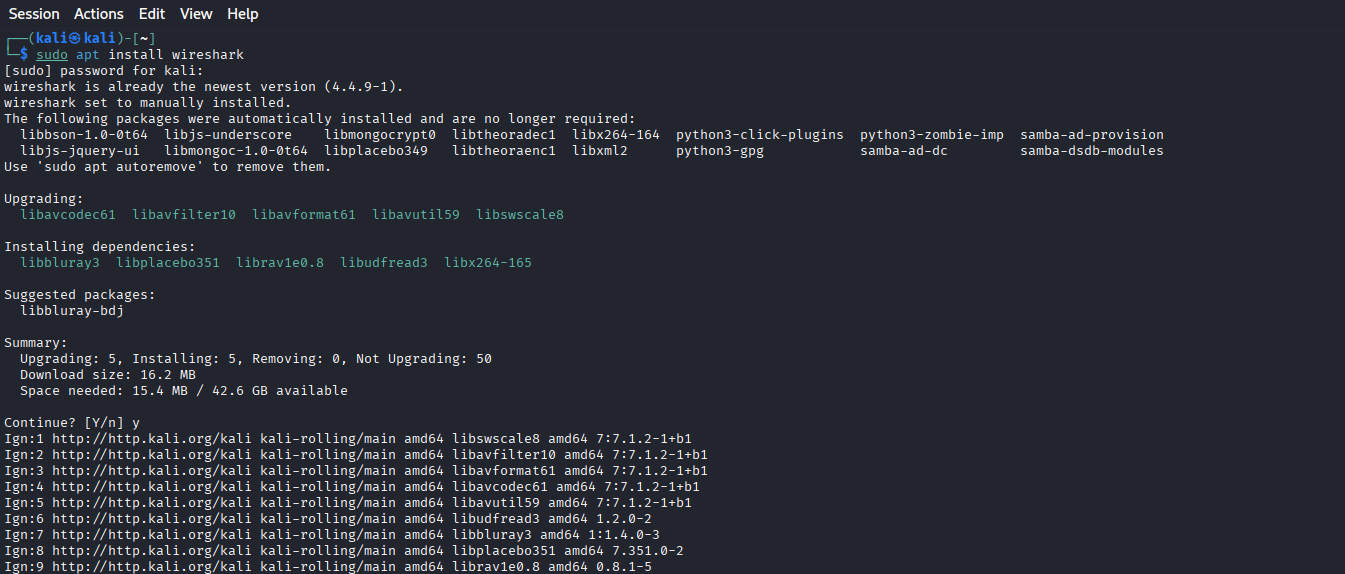 Session Actions Edit View Help
┌──(kali㉿kali)-[~]
└─$ sudo apt install wireshark
[sudo] password for kali:
wireshark is already the newest version (4.4.9-1).
wireshark set to manually installed.
The following packages were automatically installed and are no longer required:
libbson-1.0-0t64 libjs-underscore libmongocrypt0 libtheoradec1 libx264-164 python3-click-plugins python3-zombie-imp samba-ad-provision
libjs-jquery-ui libmongoc-1.0-0t64 libplacebo349 libtheoraenc1 libxml2 python3-gpg samba-ad-dc samba-dsdb-modules
Use 'sudo apt autoremove' to remove them.
Upgrading:
libavcodec61 libavfilter10 libavformat61 libavutil59 libswscale8
Installing dependencies:
libbluray3 libplacebo351 librav1e0.8 libudfread3 libx264-165
Suggested packages:
libbluray-bdj
Summary:
Upgrading: 5, Installing: 5, Removing: 0, Not Upgrading: 50
Download size: 16.2 MB
Space needed: 15.4 MB / 42.6 GB available
Continue? [Y/n] y
Ign:1 http://http.kali.org/kali kali-rolling/main amd64 libswscale8 amd64 7:7.1.2-1+b1
Ign:2 http://http.kali.org/kali kali-rolling/main amd64 libavfilter10 amd64 7:7.1.2-1+b1
Ign:3 http://http.kali.org/kali kali-rolling/main amd64 libavformat61 amd64 7:7.1.2-1+b1
Ign:4 http://http.kali.org/kali kali-rolling/main amd64 libavcodec61 amd64 7:7.1.2-1+b1
Ign:5 http://http.kali.org/kali kali-rolling/main amd64 libavutil59 amd64 7:7.1.2-1+b1
Ign:6 http://http.kali.org/kali kali-rolling/main amd64 libudfread3 amd64 1.2.0-2
Ign:7 http://http.kali.org/kali kali-rolling/main amd64 libbluray3 amd64 1:1.4.0-3
Ign:8 http://http.kali.org/kali kali-rolling/main amd64 libplacebo351 amd64 7.351.0-2
Ign:9 http://http.kali.org/kali kali-rolling/main amd64 librav1e0.8 amd64 0.8.1-5